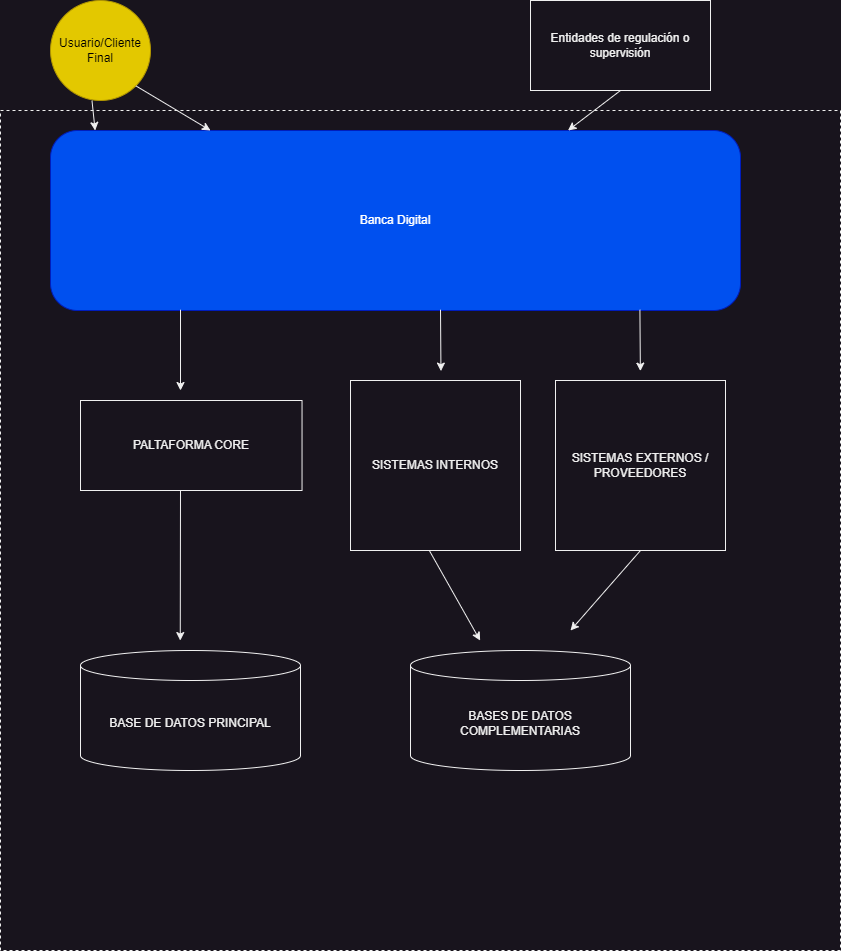 Usuario/Cliente
Final
Entidades de regulación o
supervisión
Banca Digital
PALTAFORMA CORE
SISTEMAS INTERNOS
SISTEMAS EXTERNOS /
PROVEEDORES
BASE DE DATOS PRINCIPAL
BASES DE DATOS
COMPLEMENTARIAS